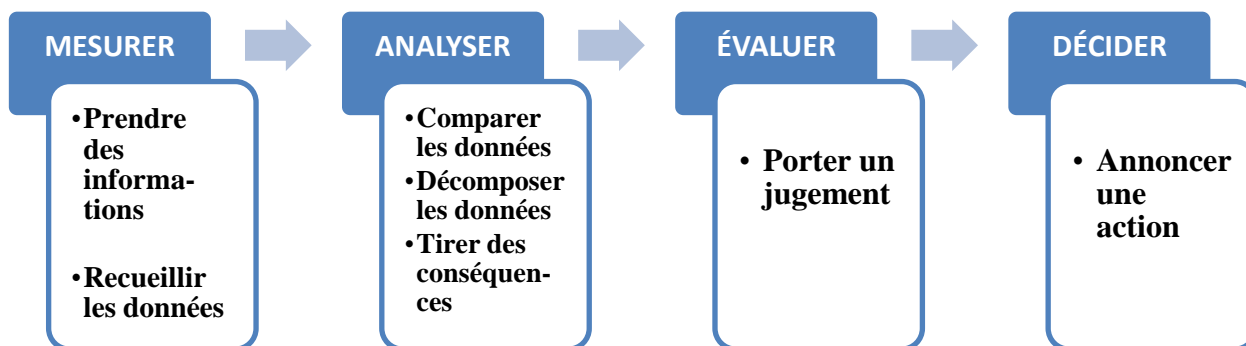 MESURER
•Prendre
des
informa-
tions
•Recueillir
les données
ANALYSER
•Comparer
les données
•Décomposer
les données
•Tirer des
conséquen-
ces
ÉVALUER
• Porter un
jugement
DÉCIDER
• Annoncer
une
action